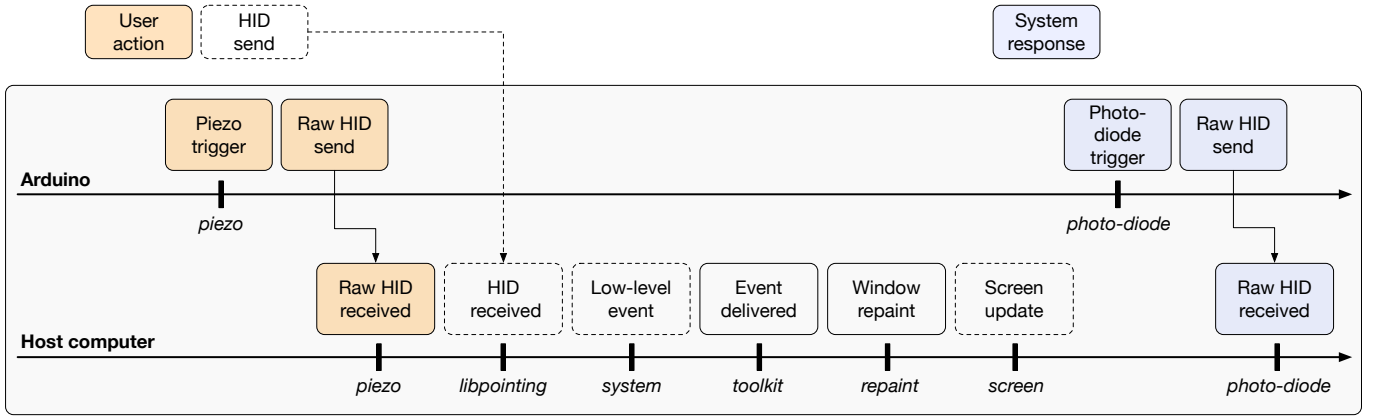 User
action
HID
send
System
response
Piezo
trigger
Raw HID
send
Photo-
diode
trigger
Raw HID
send
Arduino
piezo
photo-diode
Raw HID
received
HID
received
Low-level
event
Event
delivered
Window
repaint
Screen
update
Raw HID
received
Host computer
piezo
libpointing
system
toolkit
repaint
screen
photo-diode